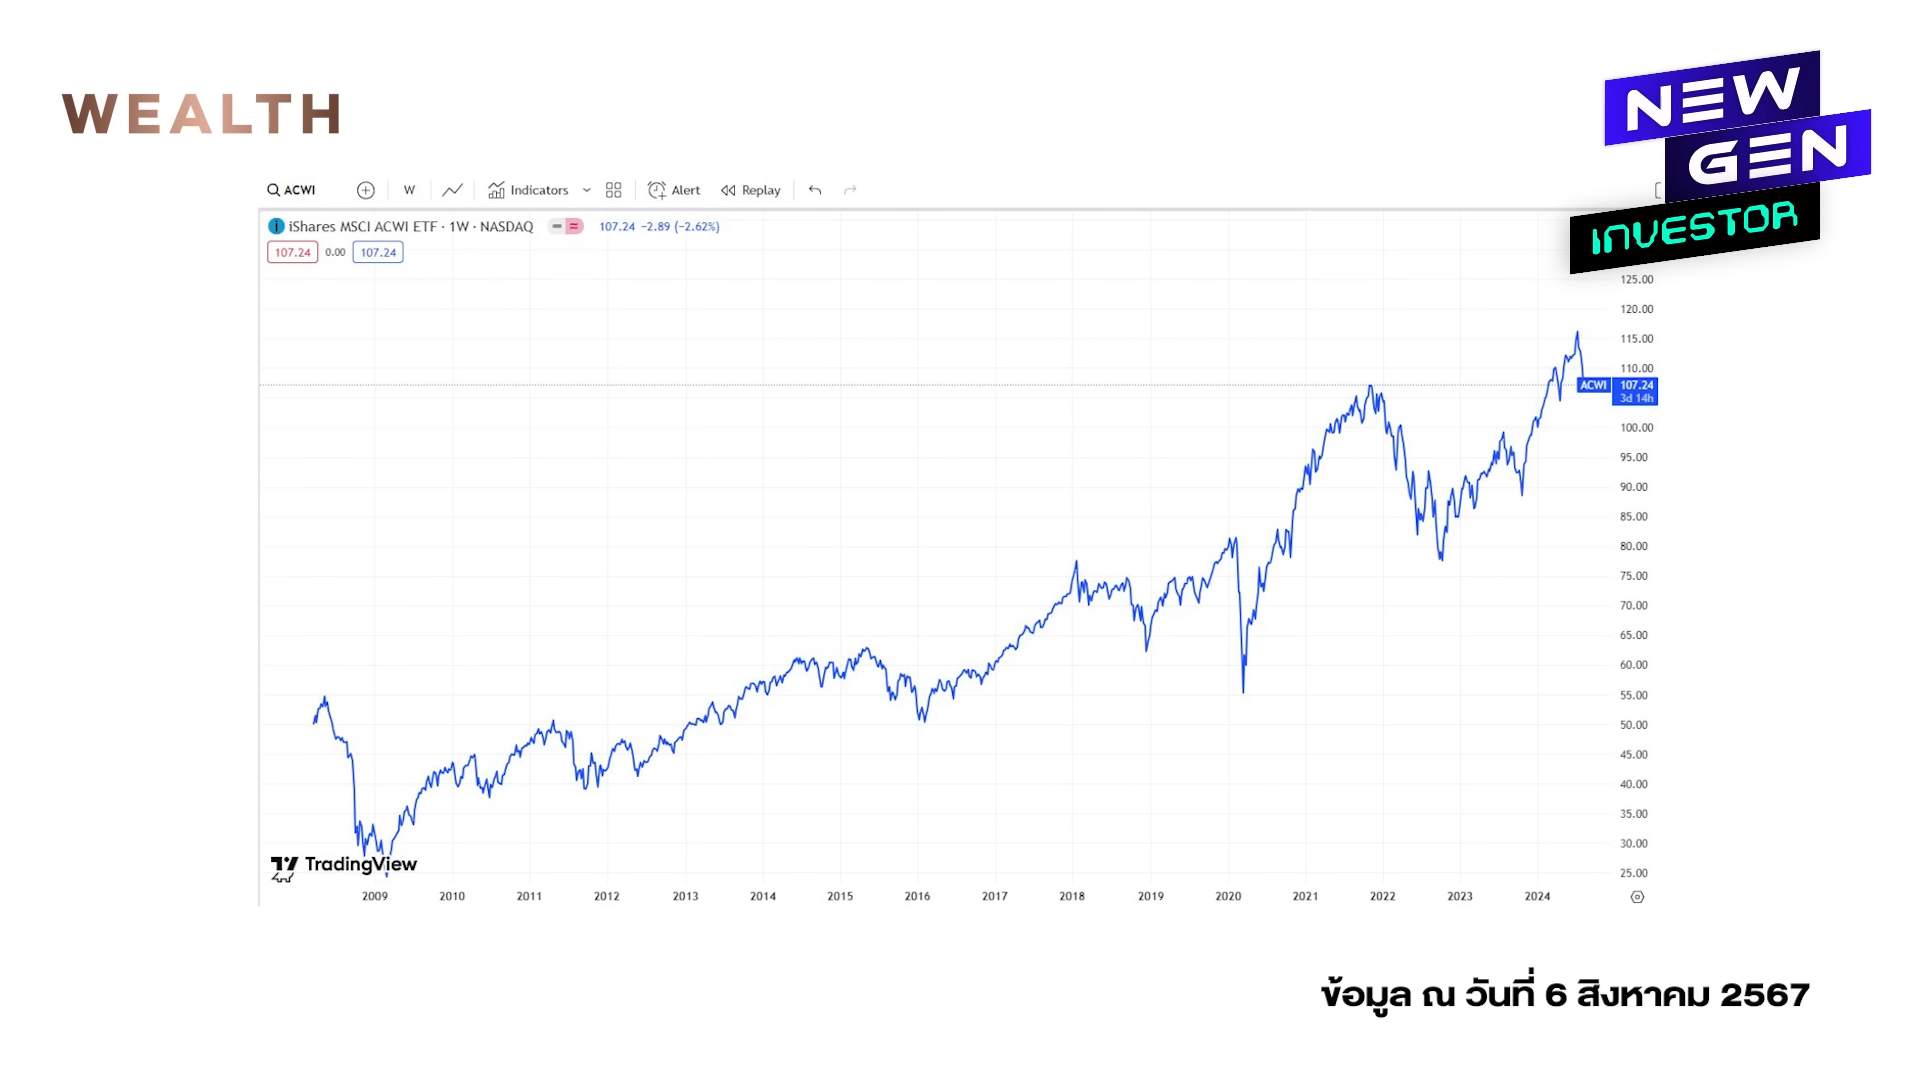 WEALTH
NEW
GEN
INVESTOR
ACWI W Indicators Alert Replay
iShares MSCI ACWI ETF · 1W · NASDAQ 107.24 −2.89 (−2.62%)
107.24 0.00 107.24
125.00
120.00
115.00
110.00
ACWI 107.24
3d 14h
100.00
95.00
90.00
85.00
80.00
75.00
70.00
65.00
60.00
55.00
50.00
45.00
40.00
35.00
30.00
25.00
TradingView
2009 2010 2011 2012 2013 2014 2015 2016 2017 2018 2019 2020 2021 2022 2023 2024
ข้อมูล ณ วันที่ 6 สิงหาคม 2567